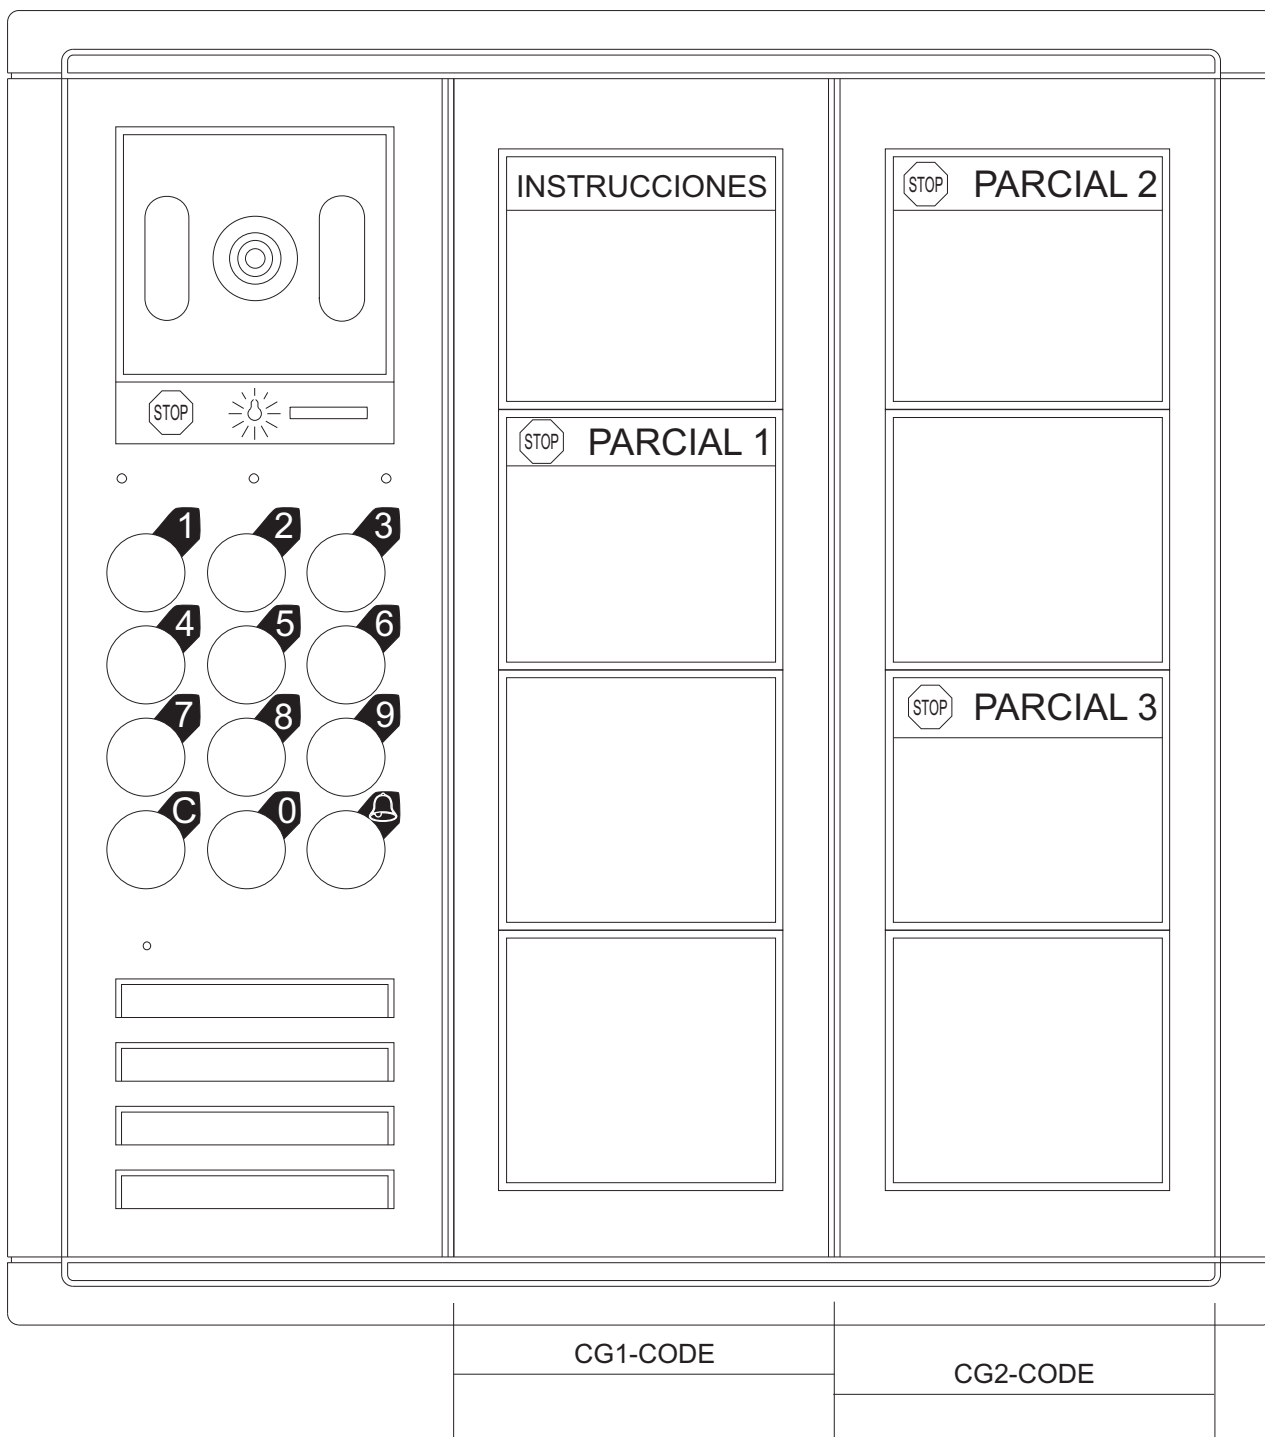 INSTRUCCIONES
STOP PARCIAL 2
STOP
STOP PARCIAL 1
1 2 3
4 5 6
7 8 9
STOP PARCIAL 3
C 0
CG1-CODE
CG2-CODE